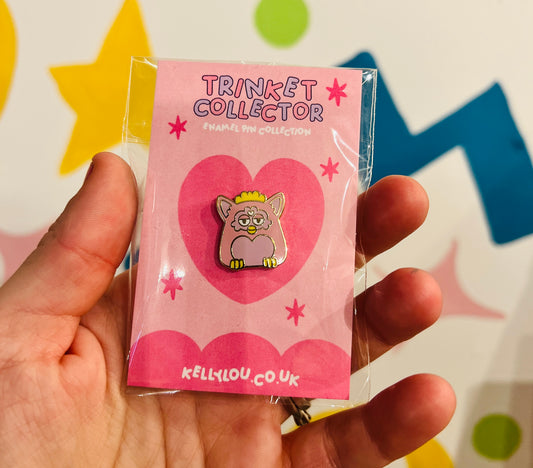 TRINKET
COLLECTOR
ENAMEL PIN COLLECTION
KELLYLOU.CO.UK